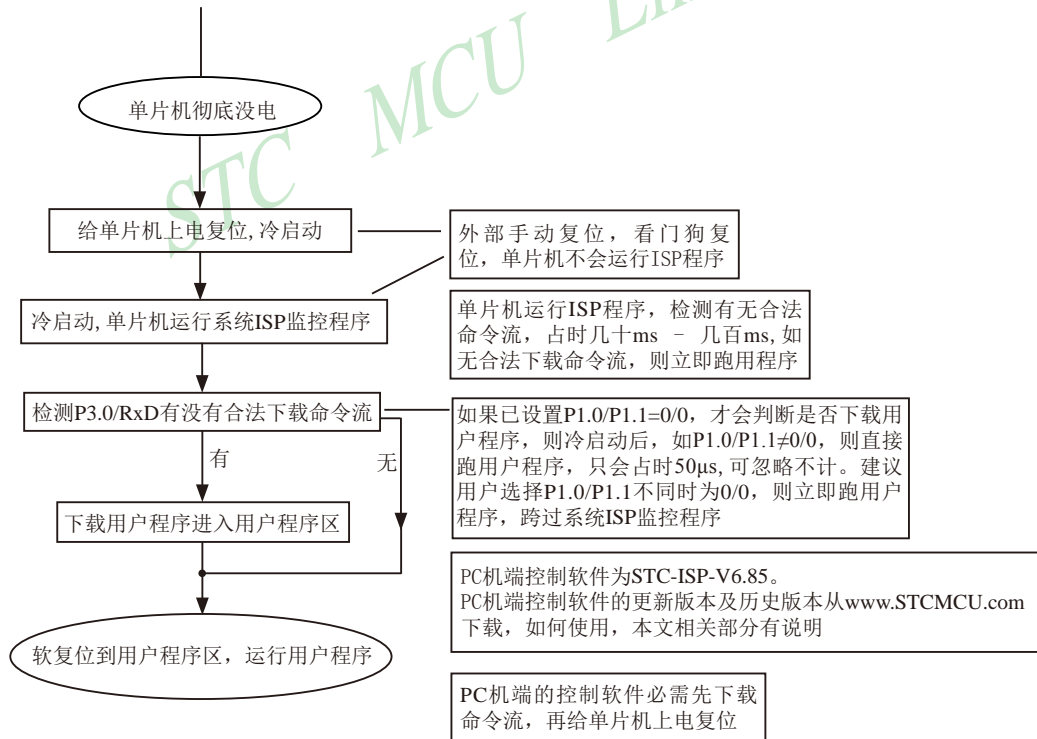 STC MCU Lim
单片机彻底没电
给单片机上电复位,冷启动
外部手动复位，看门狗复
位，单片机不会运行ISP程序
冷启动,单片机运行系统ISP监控程序
单片机运行ISP程序，检测有无合法
命令流，占时几十ms - 几百ms,如
无合法下载命令流，则立即跑用程序
检测P3.0/RxD有没有合法下载命令流
如果已设置P1.0/P1.1=0/0，才会判断是否下载用
户程序，则冷启动后，如P1.0/P1.1≠0/0，则直接
跑用户程序，只会占时50μs,可忽略不计。建议
用户选择P1.0/P1.1不同时为0/0，则立即跑用户
程序，跨过系统ISP监控程序
有
无
下载用户程序进入用户程序区
PC机端控制软件为STC-ISP-V6.85。
PC机端控制软件的更新版本及历史版本从www.STCMCU.com
下载，如何使用，本文相关部分有说明
软复位到用户程序区，运行用户程序
PC机端的控制软件必需先下载
命令流，再给单片机上电复位